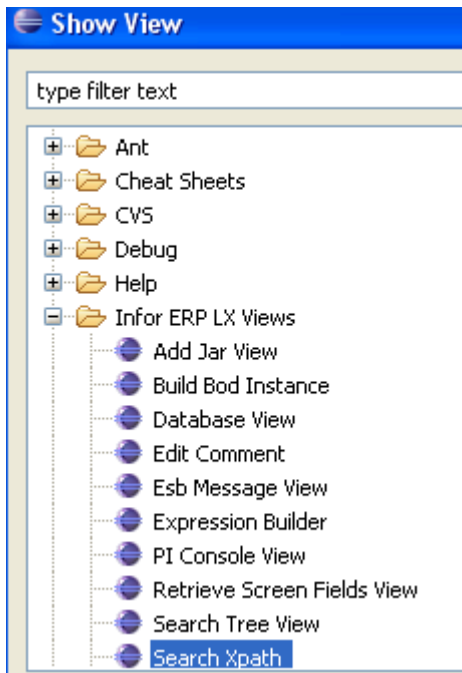 Show View
type filter text
Ant
Cheat Sheets
CVS
Debug
Help
Infor ERP LX Views
Add Jar View
Build Bod Instance
Database View
Edit Comment
Esb Message View
Expression Builder
PI Console View
Retrieve Screen Fields View
Search Tree View
Search Xpath